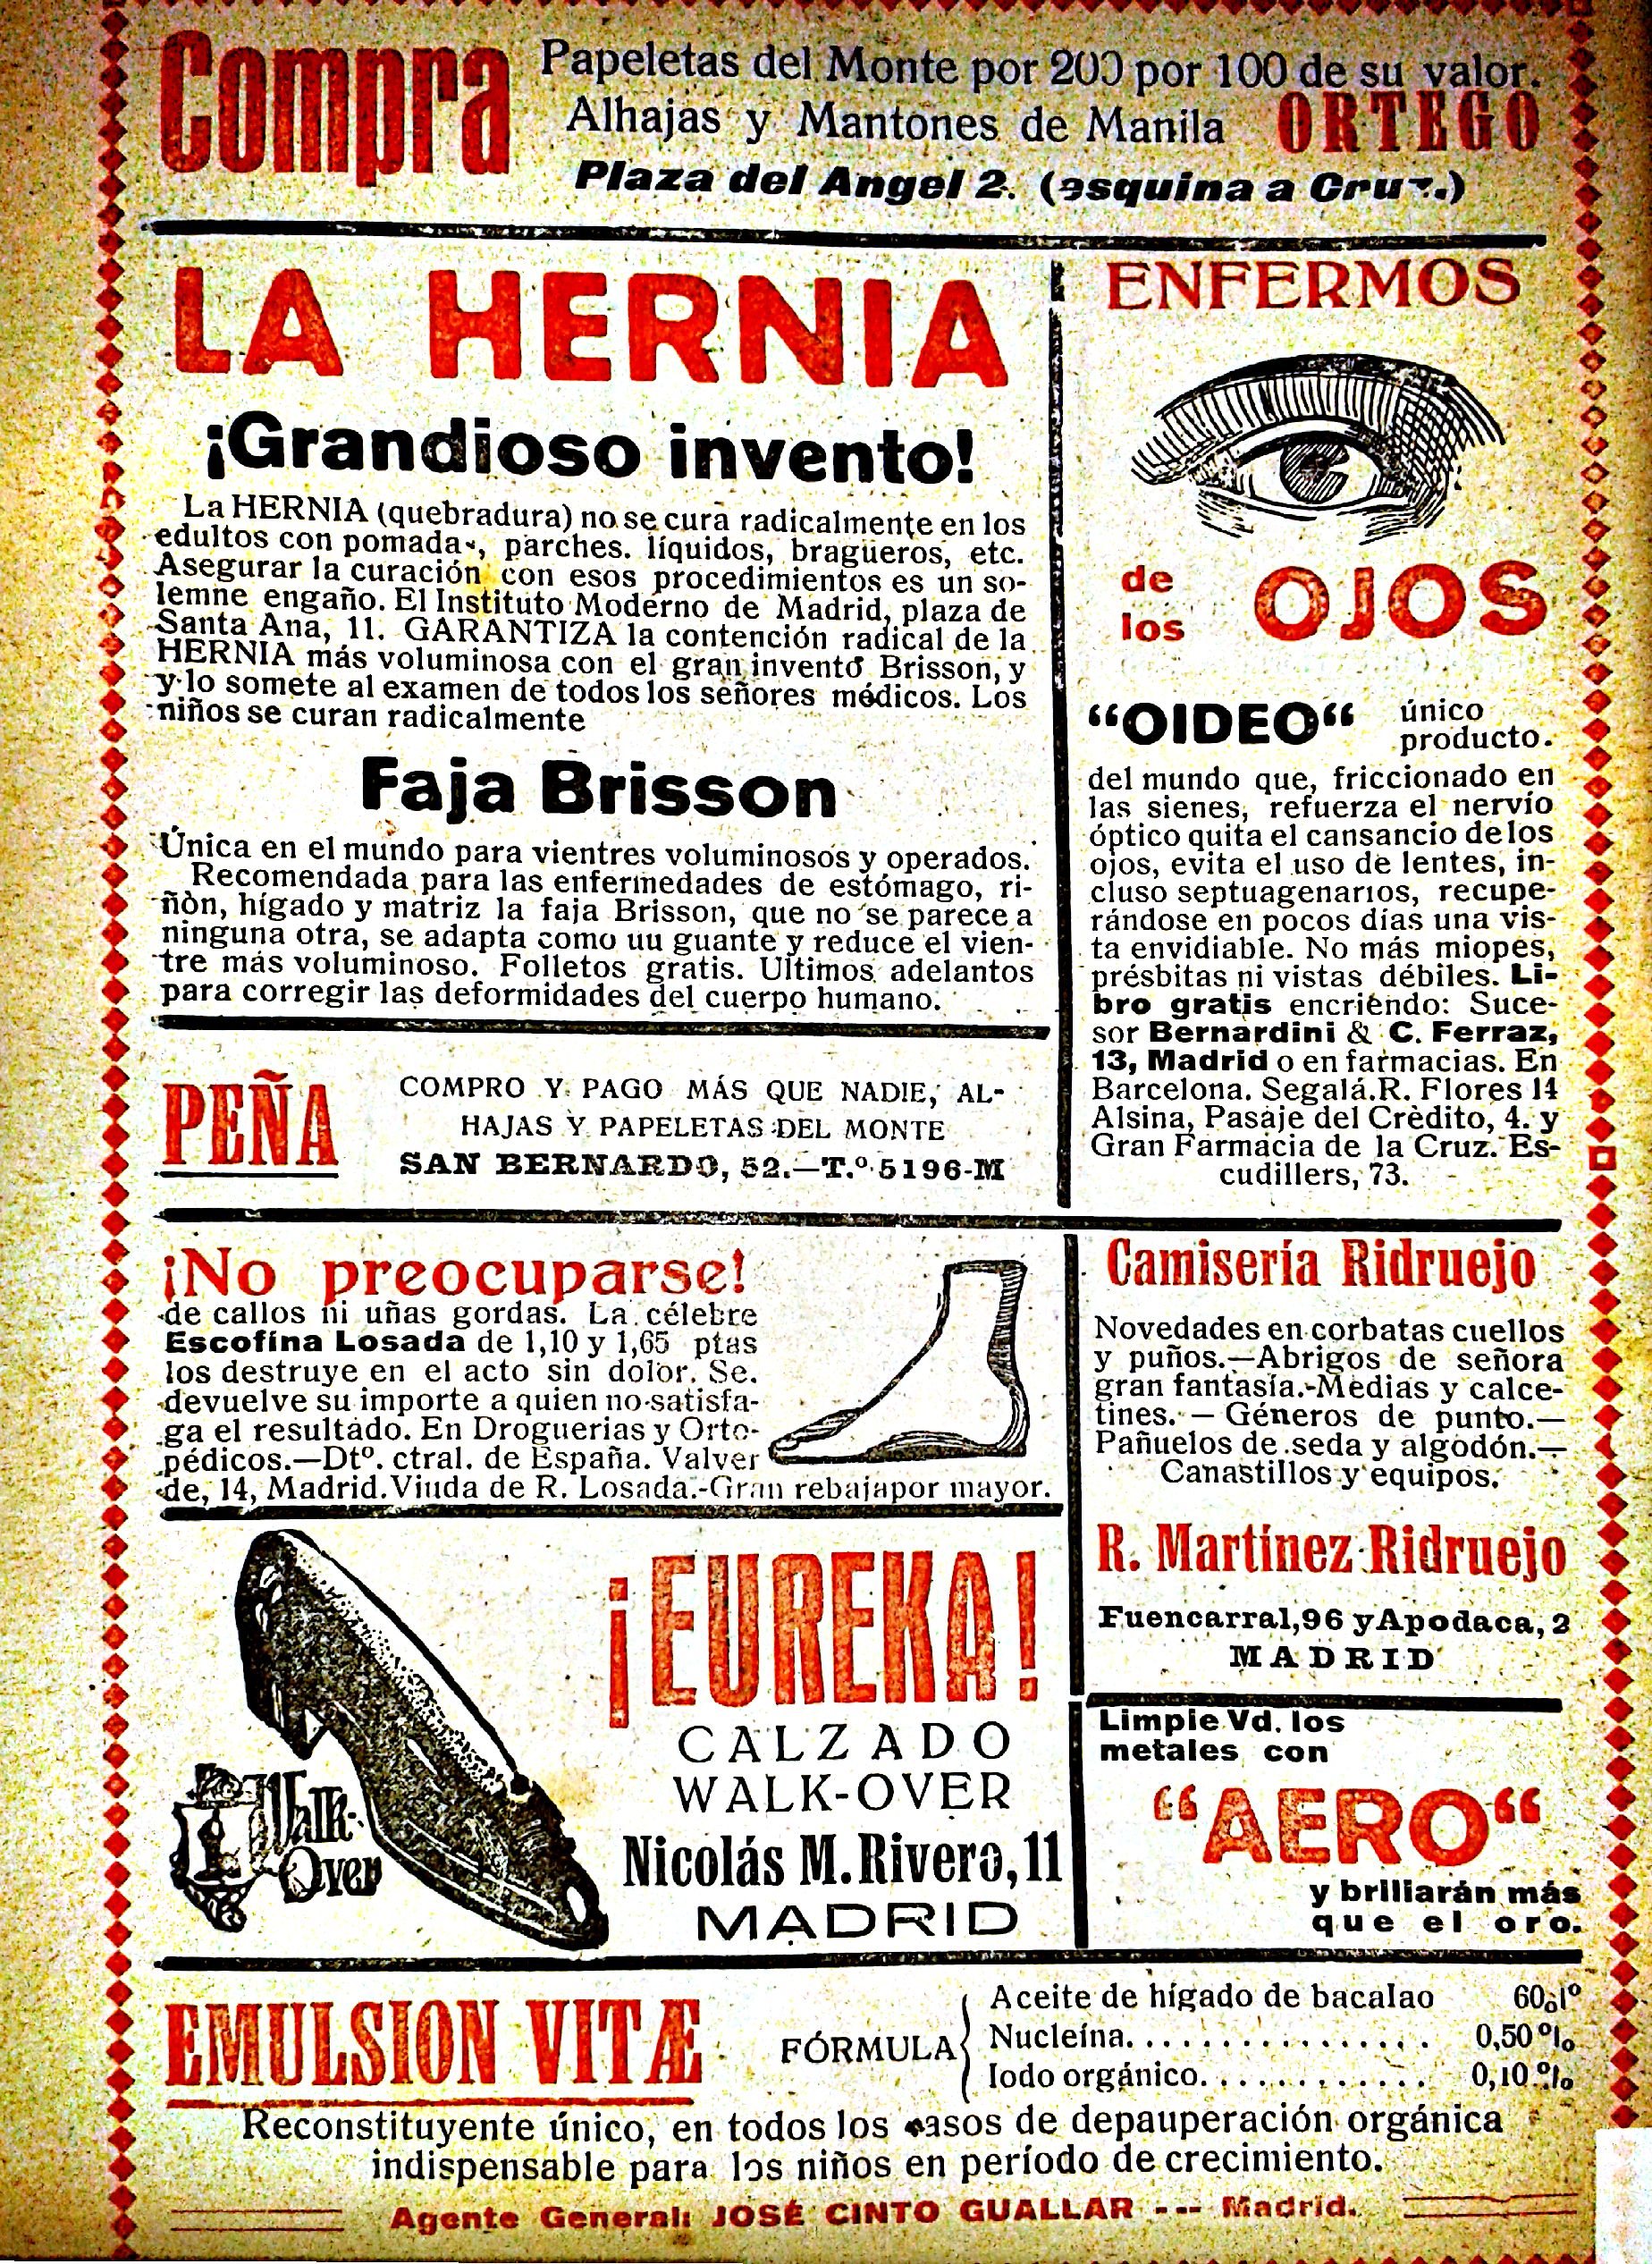 Compra
Papeletas del Monte por 200 por 100 de su valor.
Alhajas y Mantones de Manila ORTEGO
Plaza del Angel 2. (esquina a Cruz.)
LA HERNIA
¡Grandioso invento!
La HERNIA (quebradura) no se cura radicalmente en los
edultos con pomadas, parches. líquidos, bragueros, etc.
Asegurar la curación con esos procedimientos es un so-
lemne engaño. El Instituto Moderno de Madrid, plaza de
Santa Ana, 11. GARANTIZA la contención radical de la
HERNIA más voluminosa con el gran invento Brisson, y
y lo somete al examen de todos los señores médicos. Los
niños se curan radicalmente
Faja Brisson
Única en el mundo para vientres voluminosos y operados.
Recomendada para las enfermedades de estómago, ri-
ñòn, hígado y matriz la faja Brisson, que no se parece a
ninguna otra, se adapta como uu guante y reduce el vien-
tre más voluminoso. Folletos gratis. Ultimos adelantos
para corregir las deformidades del cuerpo humano.
PEÑA
COMPRO Y PAGO MÁS QUE NADIE, AL-
HAJAS Y PAPELETAS DEL MONTE
SAN BERNARDO, 52.—T.º 5196-M
ENFERMOS
de
los OJOS
“OIDEO“ único
producto.
del mundo que, friccionado en
las sienes, refuerza el nervío
óptico quita el cansancio de los
ojos, evita el uso de lentes, in-
cluso septuagenarios, recupe-
rándose en pocos días una vis-
ta envidiable. No más miopes,
présbitas ni vistas débiles. Li-
bro gratis encriéndo: Suce-
sor Bernardini & C. Ferraz,
13, Madrid o en farmacias. En
Barcelona. Segalá.R. Flores 14
Alsina, Pasaje del Crèdito, 4. y
Gran Farmacia de la Cruz. Es-
cudillers, 73.
¡No preocuparse!
de callos ni uñas gordas. La célebre
Escofina Losada de 1,10 y 1,65 ptas
los destruye en el acto sin dolor. Se
devuelve su importe a quien no satisfa-
ga el resultado. En Droguerias y Orto-
pédicos.—Dtº. ctral. de España. Valver
de, 14, Madrid. Viuda de R. Losada.-Gran rebajapor mayor.
Camisería Ridruejo
Novedades en corbatas cuellos
y puños.—Abrigos de señora
gran fantasía.-Medias y calce-
tines. — Géneros de punto.—
Pañuelos de seda y algodón.—
Canastillos y equipos.
R. Martínez Ridruejo
Fuencarral, 96 y Apodaca, 2
MADRID
Walk-
Over
¡EUREKA!
CALZADO
WALK-OVER
Nicolás M. Rivero, 11
MADRID
Limpie Vd. los
metales con
“AERO“
y brillarán más
que el oro.
EMULSION VITÆ
FÓRMULA
Aceite de hígado de bacalao 60 o|º
Nucleína. . . . . . . . . . . . . . . . 0,50 %
Iodo orgánico. . . . . . . . . . . . 0,10 %
Reconstituyente único, en todos los casos de depauperación orgánica
indispensable para los niños en período de crecimiento.
Agente General: JOSÉ CINTO GUALLAR --- Madrid.